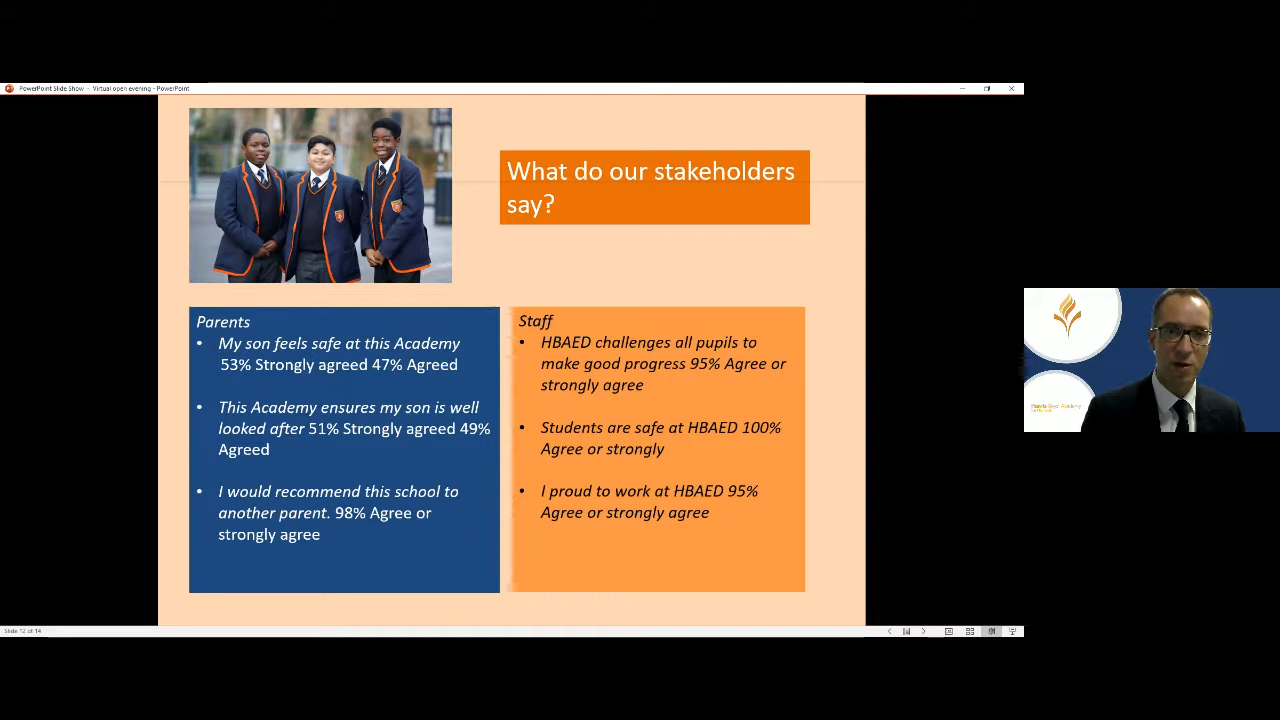 PowerPoint Slide Show - Virtual open evening - PowerPoint
What do our stakeholders
say?
Parents
• My son feels safe at this Academy
53% Strongly agreed 47% Agreed
• This Academy ensures my son is well
looked after 51% Strongly agreed 49%
Agreed
• I would recommend this school to
another parent. 98% Agree or
strongly agree
Staff
• HBAED challenges all pupils to
make good progress 95% Agree or
strongly agree
• Students are safe at HBAED 100%
Agree or strongly
• I proud to work at HBAED 95%
Agree or strongly agree
Slide 12 of 14